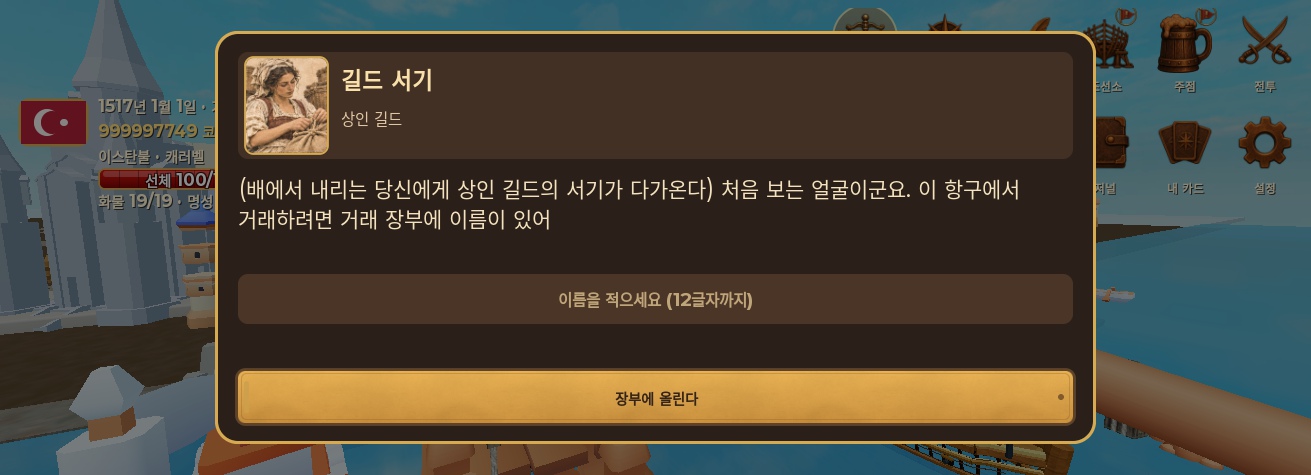 길드 서기
상인 길드
(배에서 내리는 당신에게 상인 길드의 서기가 다가온다) 처음 보는 얼굴이군요. 이 항구에서
거래하려면 거래 장부에 이름이 있어
이름을 적으세요 (12글자까지)
장부에 올린다
1517년 1월 1일 ·
999997749
이스탄불 · 캐러벨
선체 100/
화물 19/19 · 명성
주점
전투
내 카드
설정